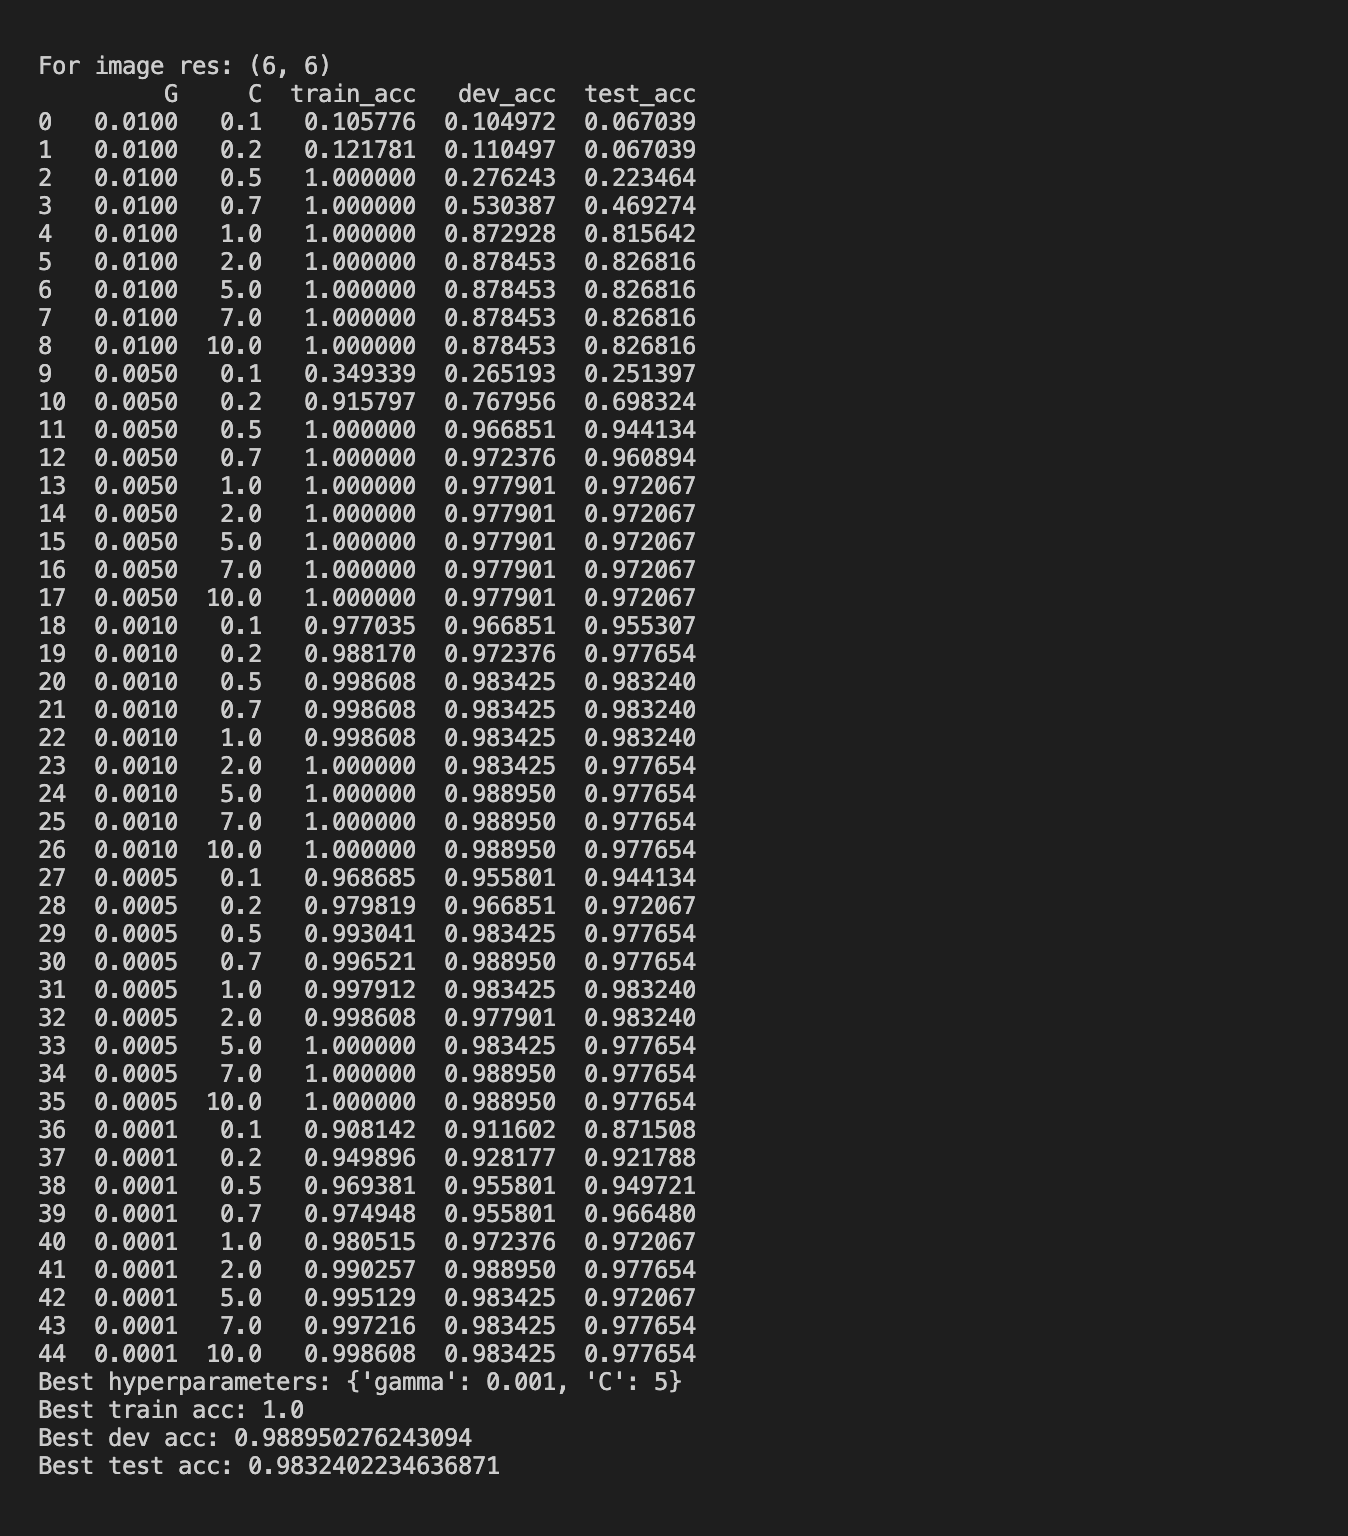 For image res: (6, 6)
G C train_acc dev_acc test_acc
0 0.0100 0.1 0.105776 0.104972 0.067039
1 0.0100 0.2 0.121781 0.110497 0.067039
2 0.0100 0.5 1.000000 0.276243 0.223464
3 0.0100 0.7 1.000000 0.530387 0.469274
4 0.0100 1.0 1.000000 0.872928 0.815642
5 0.0100 2.0 1.000000 0.878453 0.826816
6 0.0100 5.0 1.000000 0.878453 0.826816
7 0.0100 7.0 1.000000 0.878453 0.826816
8 0.0100 10.0 1.000000 0.878453 0.826816
9 0.0050 0.1 0.349339 0.265193 0.251397
10 0.0050 0.2 0.915797 0.767956 0.698324
11 0.0050 0.5 1.000000 0.966851 0.944134
12 0.0050 0.7 1.000000 0.972376 0.960894
13 0.0050 1.0 1.000000 0.977901 0.972067
14 0.0050 2.0 1.000000 0.977901 0.972067
15 0.0050 5.0 1.000000 0.977901 0.972067
16 0.0050 7.0 1.000000 0.977901 0.972067
17 0.0050 10.0 1.000000 0.977901 0.972067
18 0.0010 0.1 0.977035 0.966851 0.955307
19 0.0010 0.2 0.988170 0.972376 0.977654
20 0.0010 0.5 0.998608 0.983425 0.983240
21 0.0010 0.7 0.998608 0.983425 0.983240
22 0.0010 1.0 0.998608 0.983425 0.983240
23 0.0010 2.0 1.000000 0.983425 0.977654
24 0.0010 5.0 1.000000 0.988950 0.977654
25 0.0010 7.0 1.000000 0.988950 0.977654
26 0.0010 10.0 1.000000 0.988950 0.977654
27 0.0005 0.1 0.968685 0.955801 0.944134
28 0.0005 0.2 0.979819 0.966851 0.972067
29 0.0005 0.5 0.993041 0.983425 0.977654
30 0.0005 0.7 0.996521 0.988950 0.977654
31 0.0005 1.0 0.997912 0.983425 0.983240
32 0.0005 2.0 0.998608 0.977901 0.983240
33 0.0005 5.0 1.000000 0.983425 0.977654
34 0.0005 7.0 1.000000 0.988950 0.977654
35 0.0005 10.0 1.000000 0.988950 0.977654
36 0.0001 0.1 0.908142 0.911602 0.871508
37 0.0001 0.2 0.949896 0.928177 0.921788
38 0.0001 0.5 0.969381 0.955801 0.949721
39 0.0001 0.7 0.974948 0.955801 0.966480
40 0.0001 1.0 0.980515 0.972376 0.972067
41 0.0001 2.0 0.990257 0.988950 0.977654
42 0.0001 5.0 0.995129 0.983425 0.972067
43 0.0001 7.0 0.997216 0.983425 0.977654
44 0.0001 10.0 0.998608 0.983425 0.977654
Best hyperparameters: {'gamma': 0.001, 'C': 5}
Best train acc: 1.0
Best dev acc: 0.988950276243094
Best test acc: 0.9832402234636871